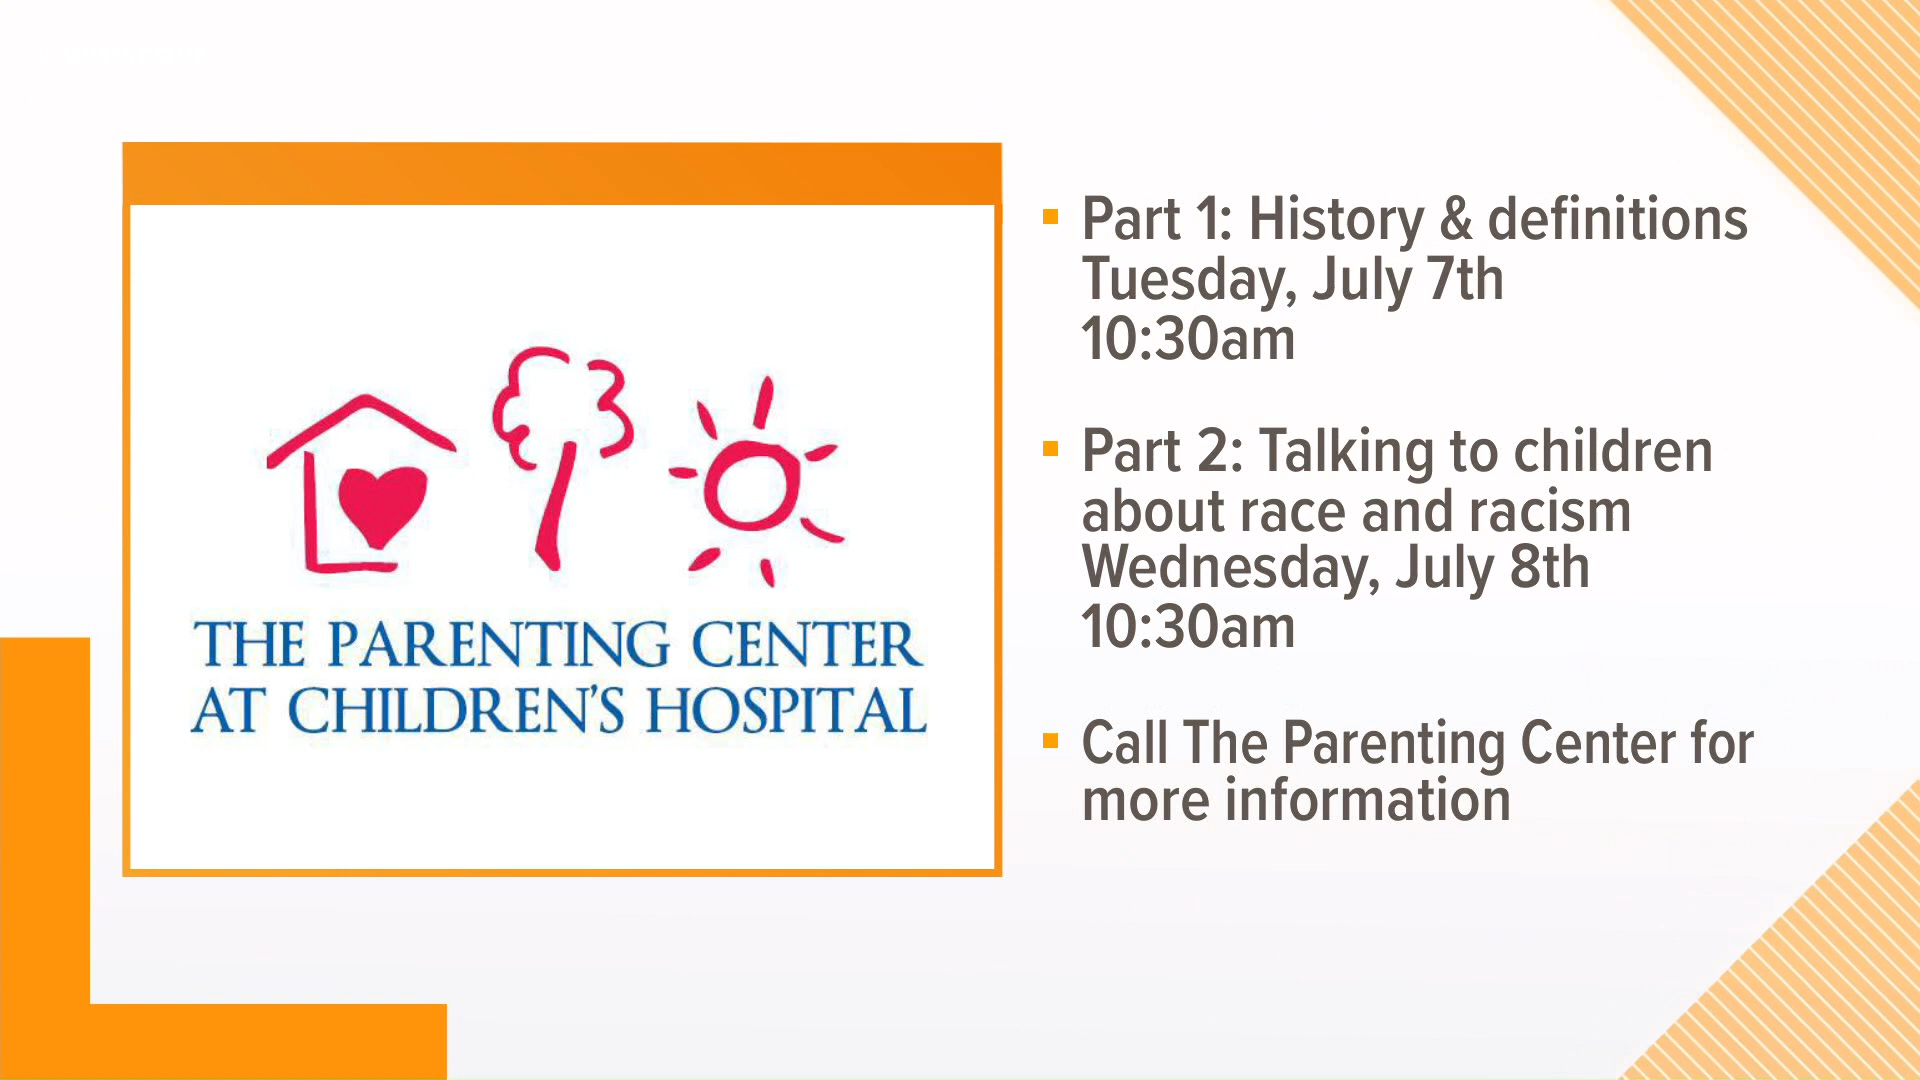 THE PARENTING CENTER
AT CHILDREN'S HOSPITAL
Part 1: History & definitions
Tuesday, July 7th
10:30am
Part 2: Talking to children
about race and racism
Wednesday, July 8th
10:30am
Call The Parenting Center for
more information